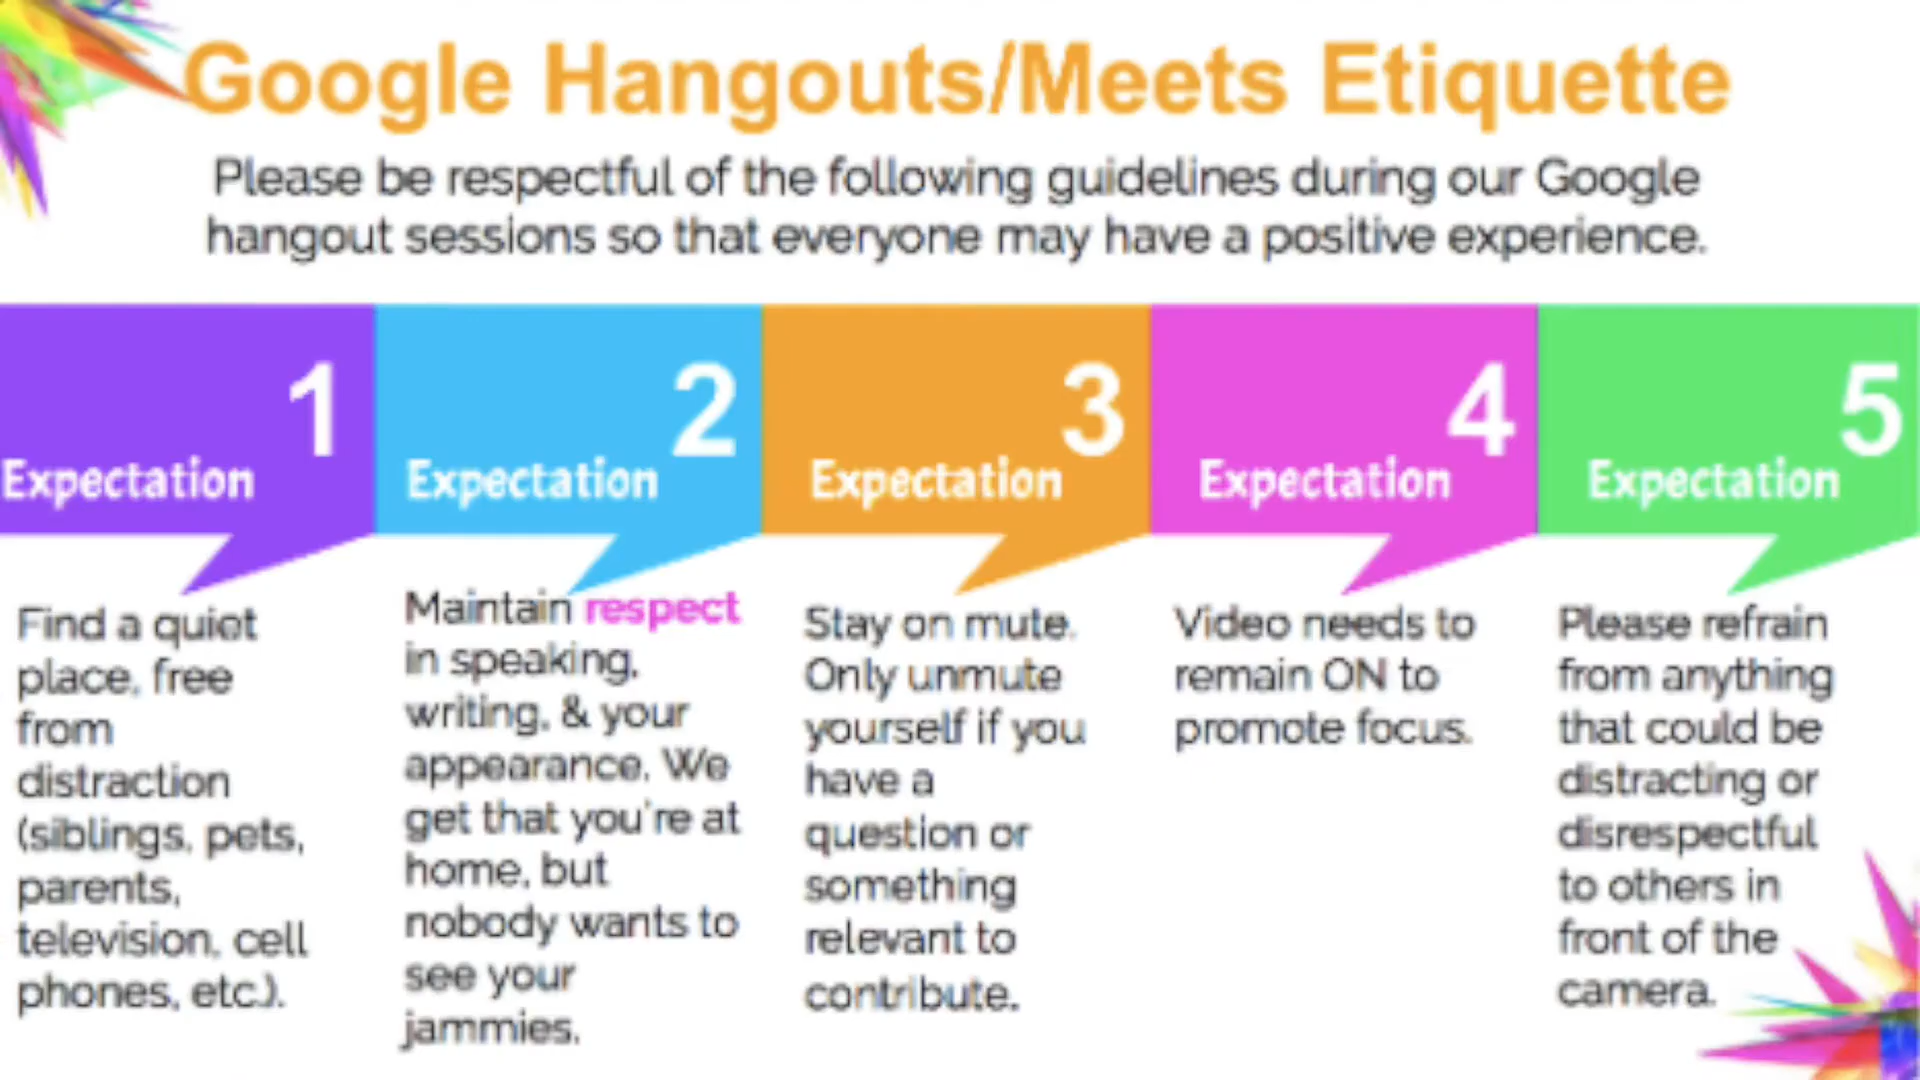 Google Hangouts/Meets Etiquette
Please be respectful of the following guidelines during our Google
hangout sessions so that everyone may have a positive experience.
1
Expectation
Find a quiet
place, free
from
distraction
(siblings, pets,
parents,
television, cell
phones, etc.).
2
Expectation
Maintain respect
in speaking,
writing, & your
appearance. We
get that you're at
home, but
nobody wants to
see your
jammies.
3
Expectation
Stay on mute.
Only unmute
yourself if you
have a
question or
something
relevant to
contribute.
4
Expectation
Video needs to
remain ON to
promote focus.
5
Expectation
Please refrain
from anything
that could be
distracting or
disrespectful
to others in
front of the
camera.